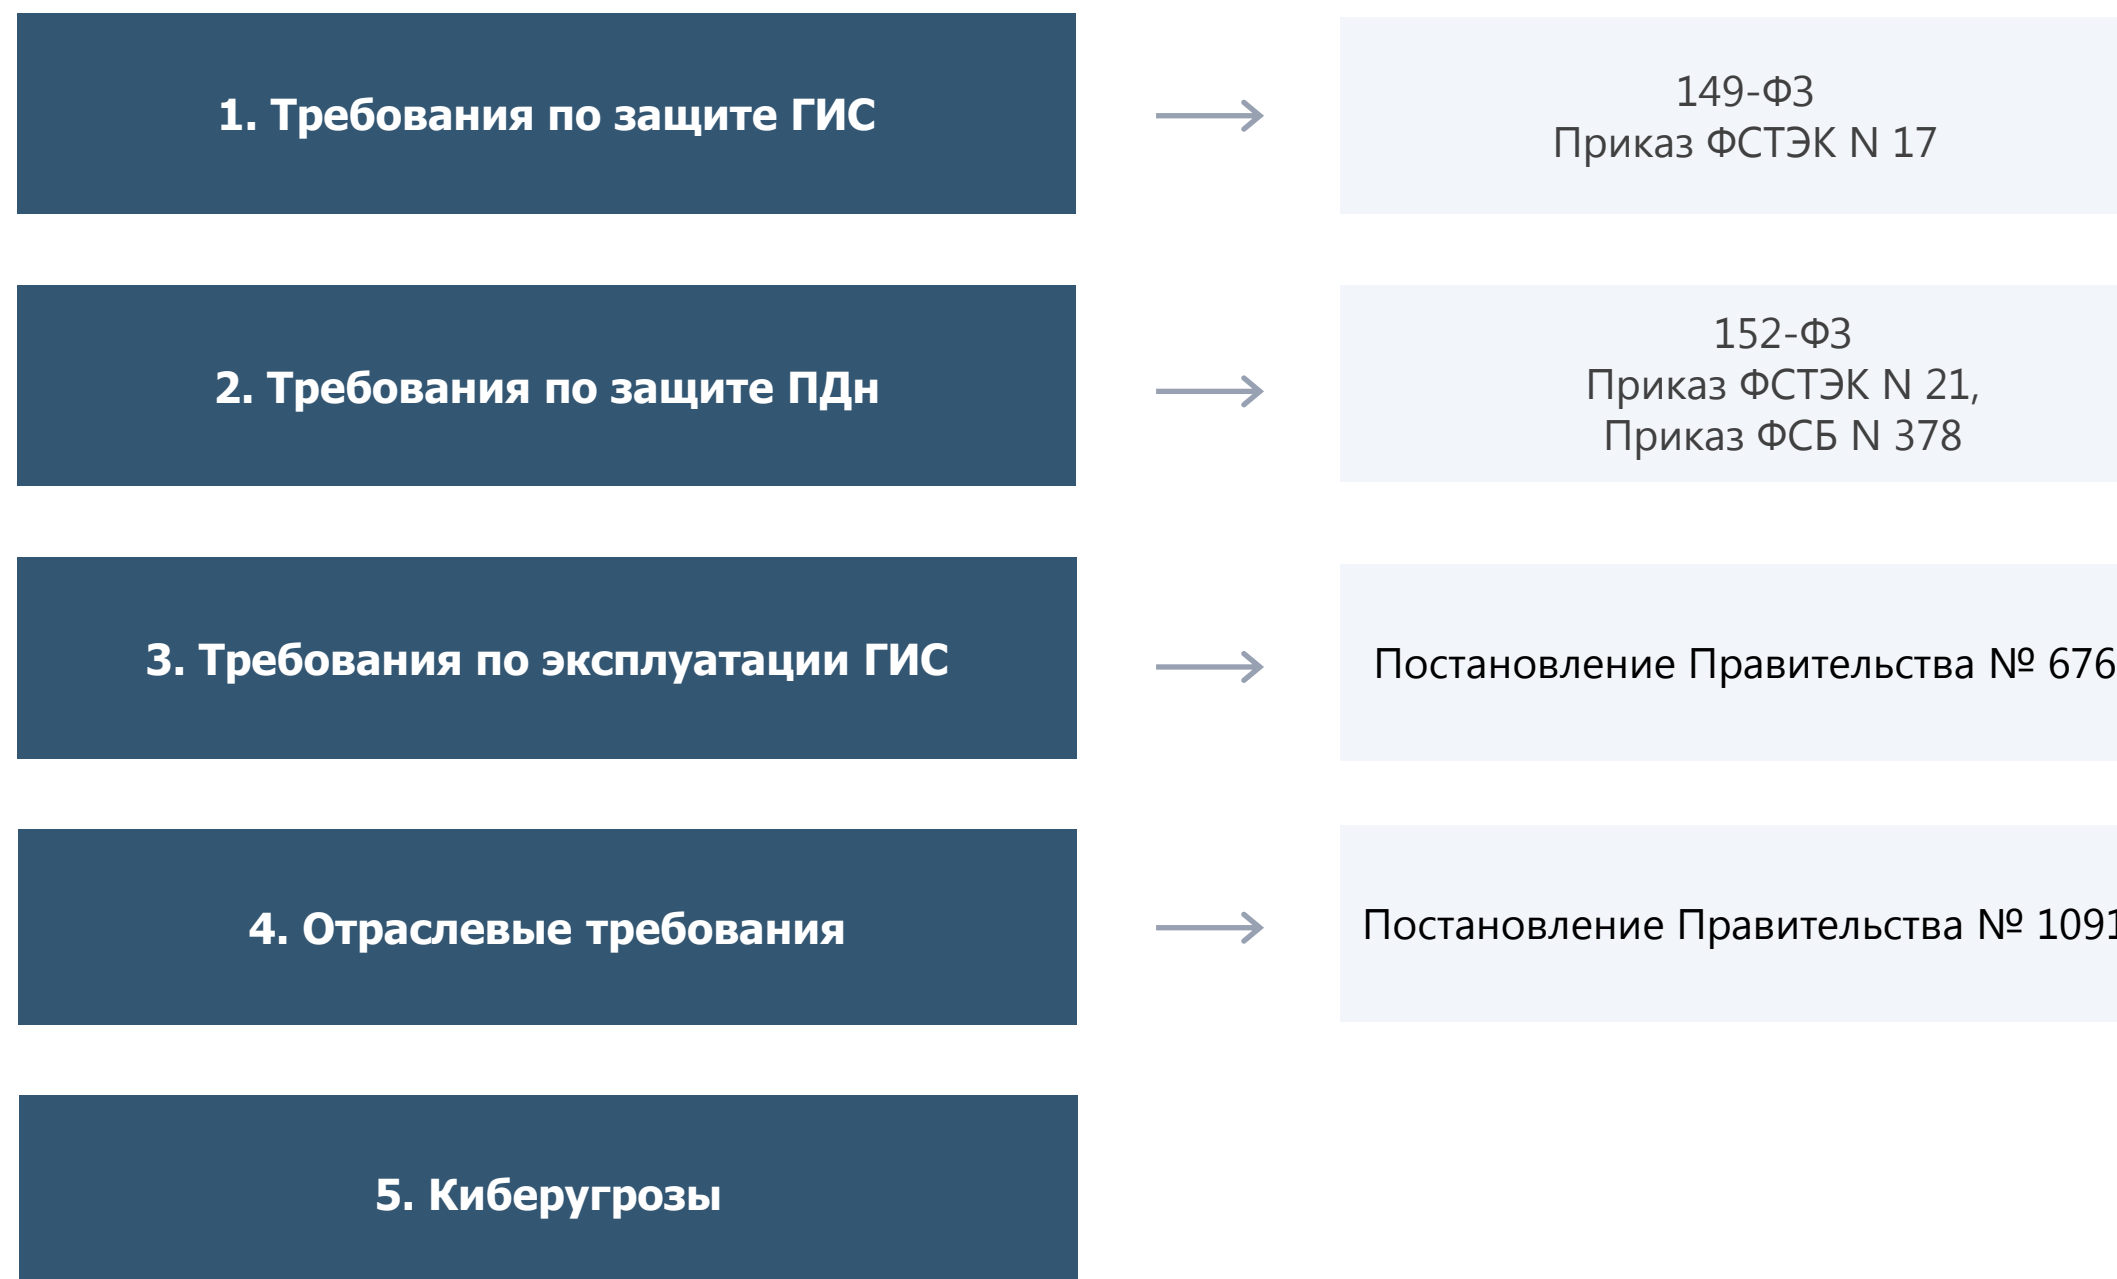 1. Требования по защите ГИС
149-ФЗ
Приказ ФСТЭК N 17
2. Требования по защите ПДн
152-ФЗ
Приказ ФСТЭК N 21,
Приказ ФСБ N 378
3. Требования по эксплуатации ГИС
Постановление Правительства № 676
4. Отраслевые требования
Постановление Правительства № 1091
5. Киберугрозы